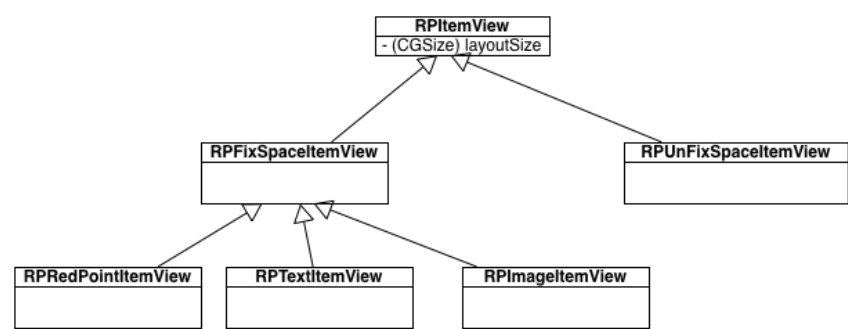 RPItemView
- (CGSize) layoutSize
RPFixSpaceItemView
RPUnFixSpaceItemView
RPRedPointItemView
RPTextItemView
RPImageItemView